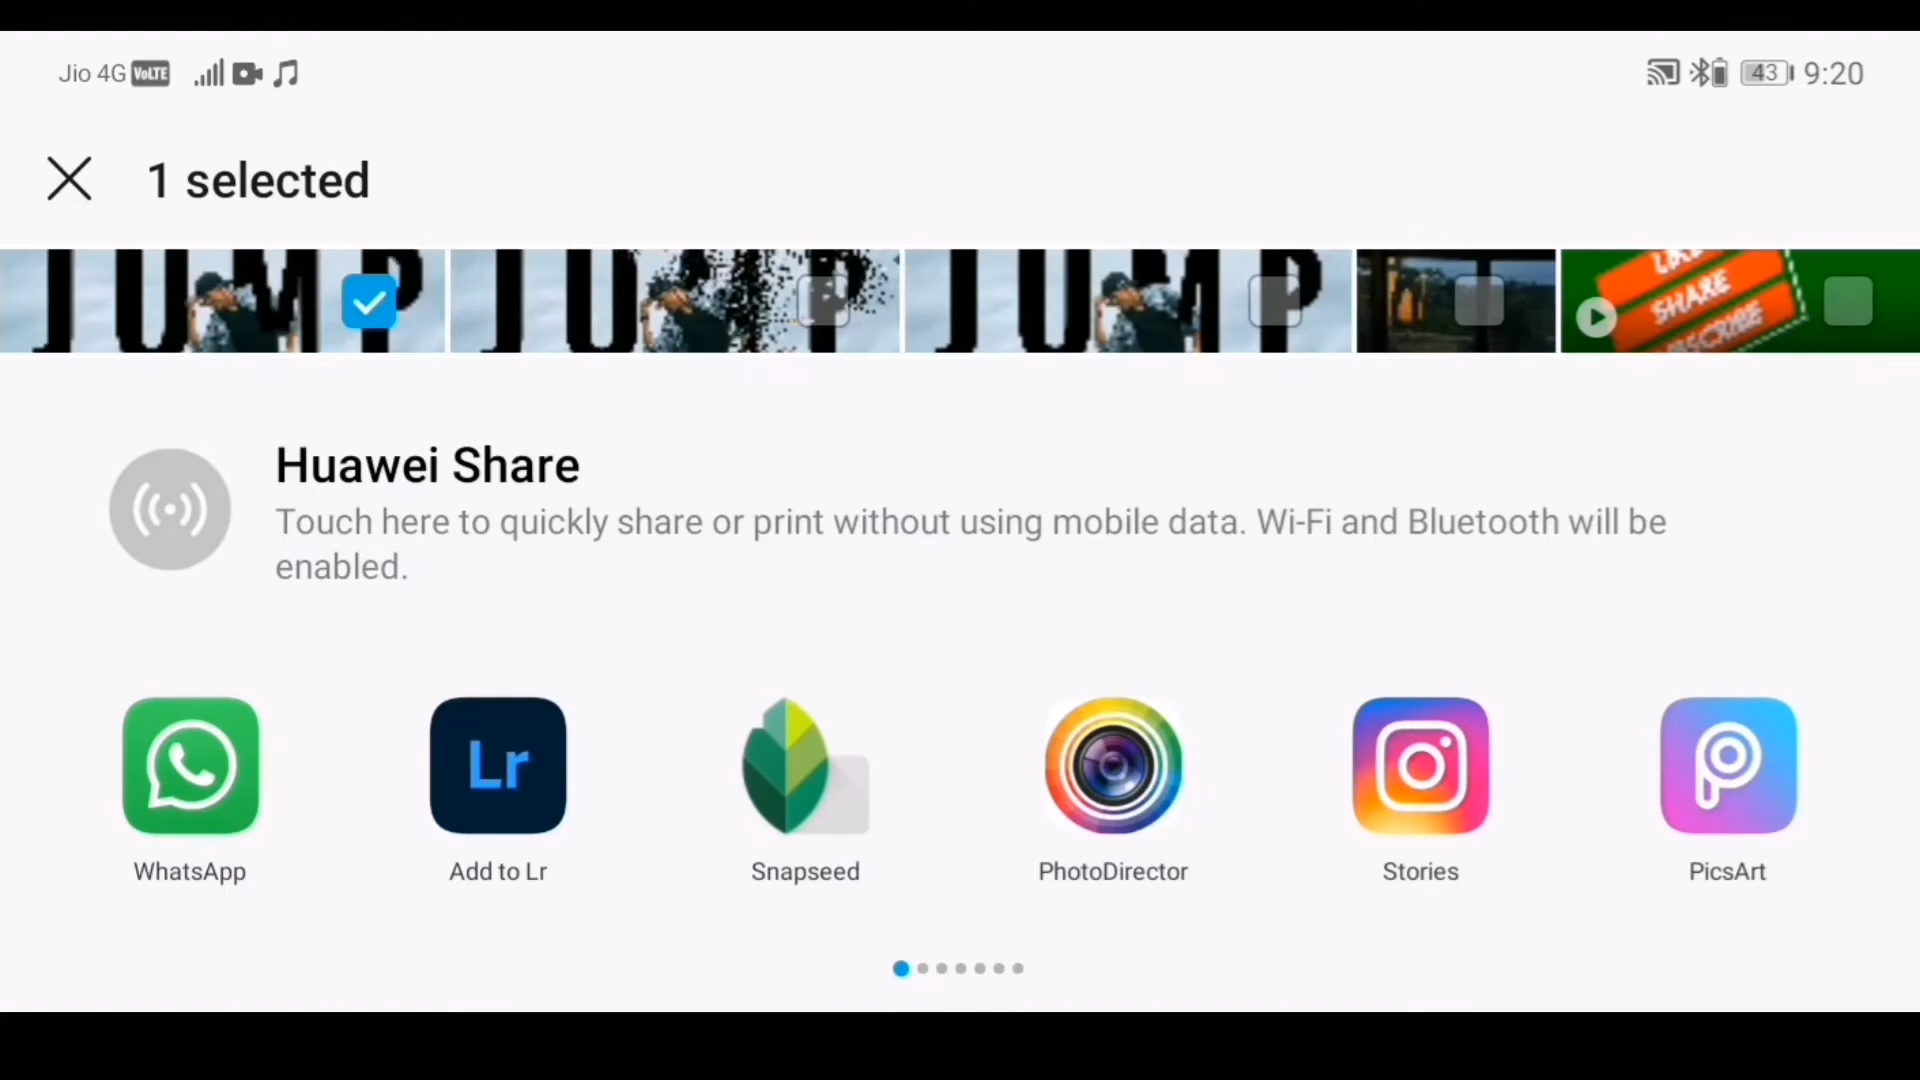 Jio 4G VoLTE
43 9:20
1 selected
JUMP
JUMP
JUMP
SHARE
Huawei Share
Touch here to quickly share or print without using mobile data. Wi-Fi and Bluetooth will be
enabled.
Lr
WhatsApp
Add to Lr
Snapseed
PhotoDirector
Stories
PicsArt